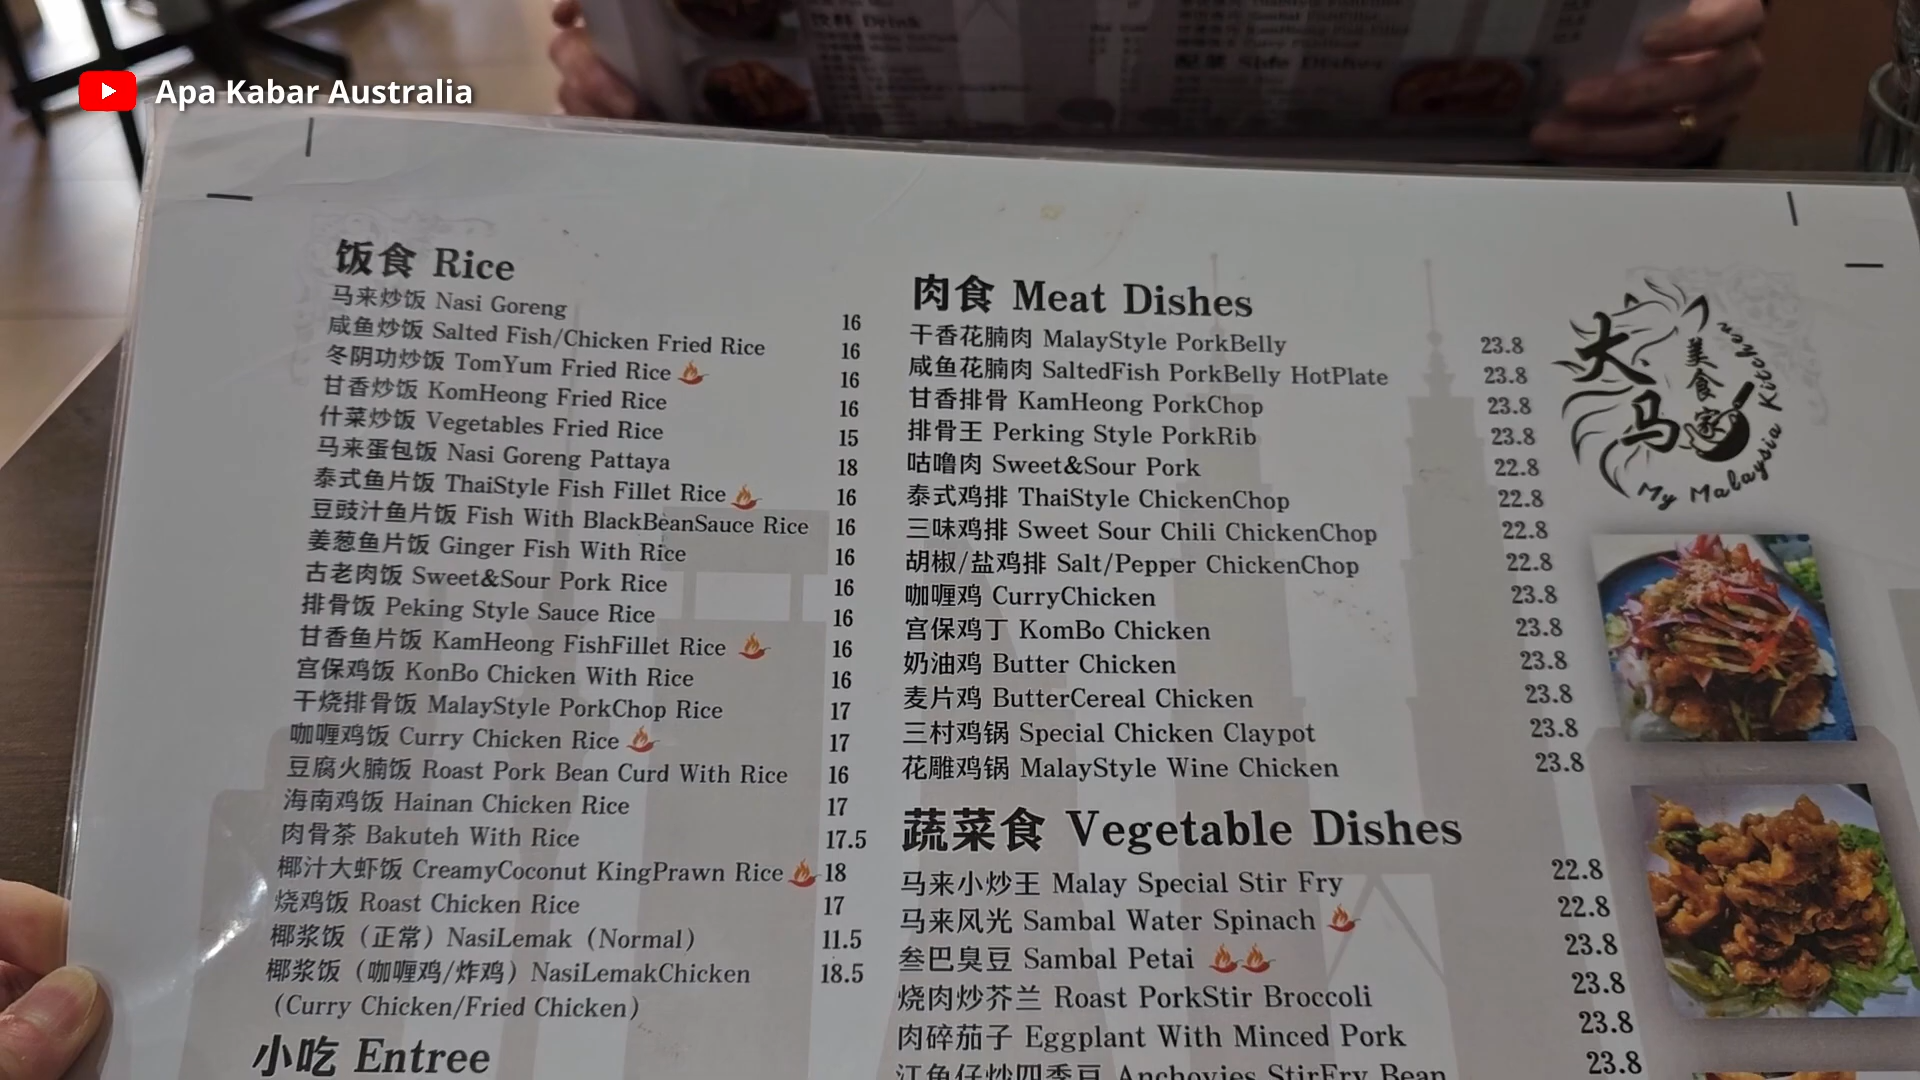 Apa Kabar Australia
饮料 Drink
配菜 Side Dishes
饭食 Rice
马来炒饭 Nasi Goreng 16
咸鱼炒饭 Salted Fish/Chicken Fried Rice 16
冬阴功炒饭 TomYum Fried Rice 16
甘香炒饭 KomHeong Fried Rice 16
什菜炒饭 Vegetables Fried Rice 15
马来蛋包饭 Nasi Goreng Pattaya 18
泰式鱼片饭 ThaiStyle Fish Fillet Rice 16
豆豉汁鱼片饭 Fish With BlackBeanSauce Rice 16
姜葱鱼片饭 Ginger Fish With Rice 16
古老肉饭 Sweet&Sour Pork Rice 16
排骨饭 Peking Style Sauce Rice 16
甘香鱼片饭 KamHeong FishFillet Rice 16
宫保鸡饭 KonBo Chicken With Rice 16
干烧排骨饭 MalayStyle PorkChop Rice 17
咖喱鸡饭 Curry Chicken Rice 17
豆腐火腩饭 Roast Pork Bean Curd With Rice 16
海南鸡饭 Hainan Chicken Rice 17
肉骨茶 Bakuteh With Rice 17.5
椰汁大虾饭 CreamyCoconut KingPrawn Rice 18
烧鸡饭 Roast Chicken Rice 17
椰浆饭（正常）NasiLemak（Normal） 11.5
椰浆饭（咖喱鸡/炸鸡）NasiLemakChicken 18.5
（Curry Chicken/Fried Chicken）
小吃 Entree
肉食 Meat Dishes
干香花腩肉 MalayStyle PorkBelly 23.8
咸鱼花腩肉 SaltedFish PorkBelly HotPlate 23.8
甘香排骨 KamHeong PorkChop 23.8
排骨王 Perking Style PorkRib 23.8
咕噜肉 Sweet&Sour Pork 22.8
泰式鸡排 ThaiStyle ChickenChop 22.8
三味鸡排 Sweet Sour Chili ChickenChop 22.8
胡椒/盐鸡排 Salt/Pepper ChickenChop 22.8
咖喱鸡 CurryChicken 23.8
宫保鸡丁 KomBo Chicken 23.8
奶油鸡 Butter Chicken 23.8
麦片鸡 ButterCereal Chicken 23.8
三村鸡锅 Special Chicken Claypot 23.8
花雕鸡锅 MalayStyle Wine Chicken 23.8
蔬菜食 Vegetable Dishes
马来小炒王 Malay Special Stir Fry 22.8
马来风光 Sambal Water Spinach 22.8
叁巴臭豆 Sambal Petai 23.8
烧肉炒芥兰 Roast PorkStir Broccoli 23.8
肉碎茄子 Eggplant With Minced Pork 23.8
江鱼仔炒四季豆 Anchovies StirFry Bean 23.8
大马美食家
My Malaysia Kitchen